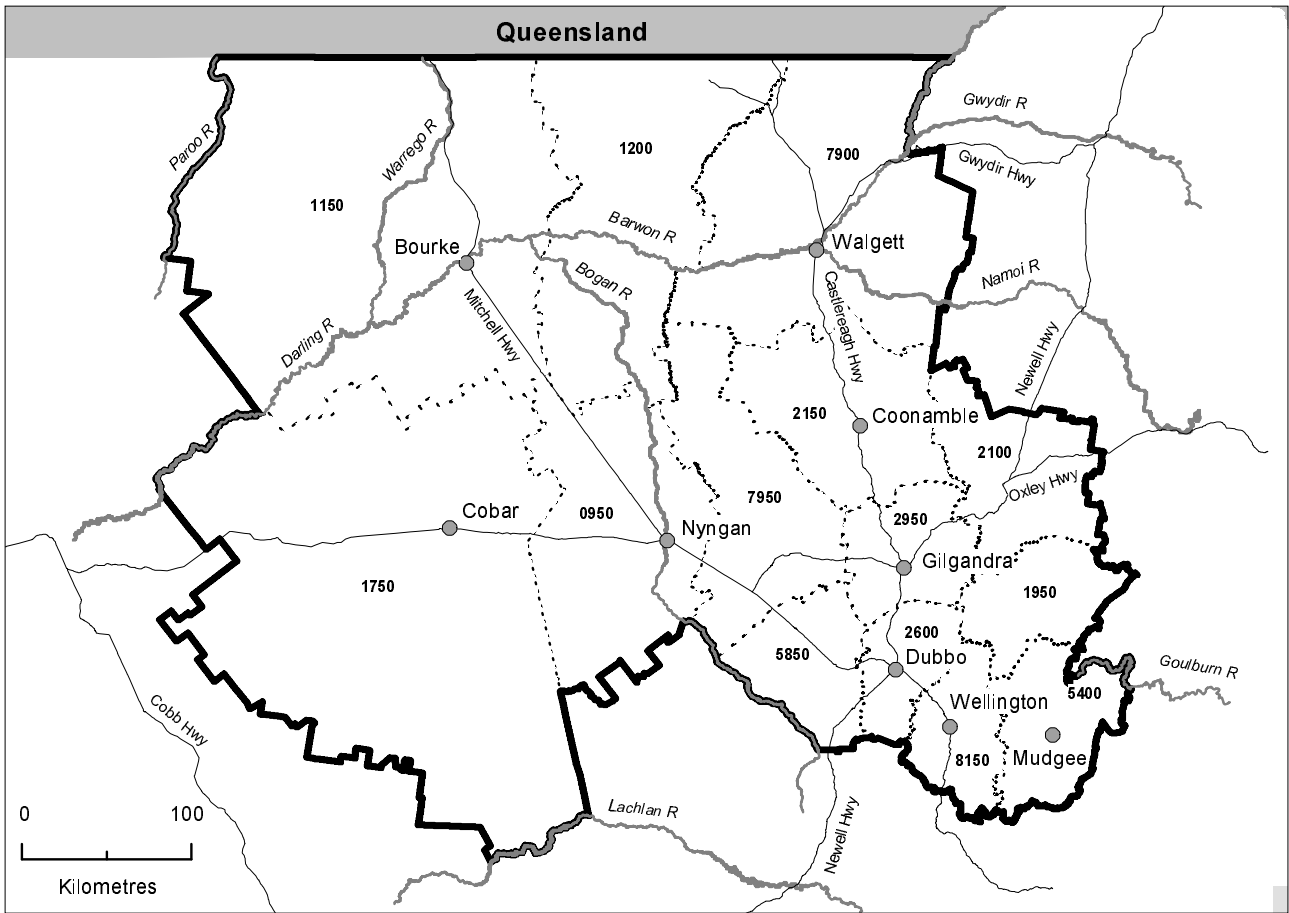 Queensland
Gwydir R
Paroo R
Warrego R
1200
7900
Gwydir Hwy
1150
Barwon R
Bourke
Walgett
Bogan R
Namoi R
Mitchell Hwy
Castlereagh Hwy
Darling R
Newell Hwy
2150
Coonamble
2100
Oxley Hwy
7950
Cobar
0950
2950
Nyngan
Gilgandra
1750
1950
2600
5850
Dubbo
Goulburn R
5400
Wellington
Cobb Hwy
8150
Mudgee
0
100
Lachlan R
Newell Hwy
Kilometres